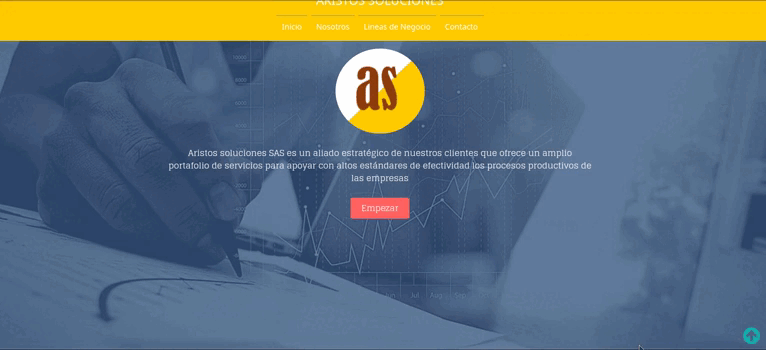 ARISTOS SOLUCIONES
Inicio Nosotros Lineas de Negocio Contacto
as
Aristos soluciones SAS es un aliado estratégico de nuestros clientes que ofrece un amplio
portafolio de servicios para apoyar con altos estándares de efectividad los procesos productivos de
las empresas
Empezar
Jul